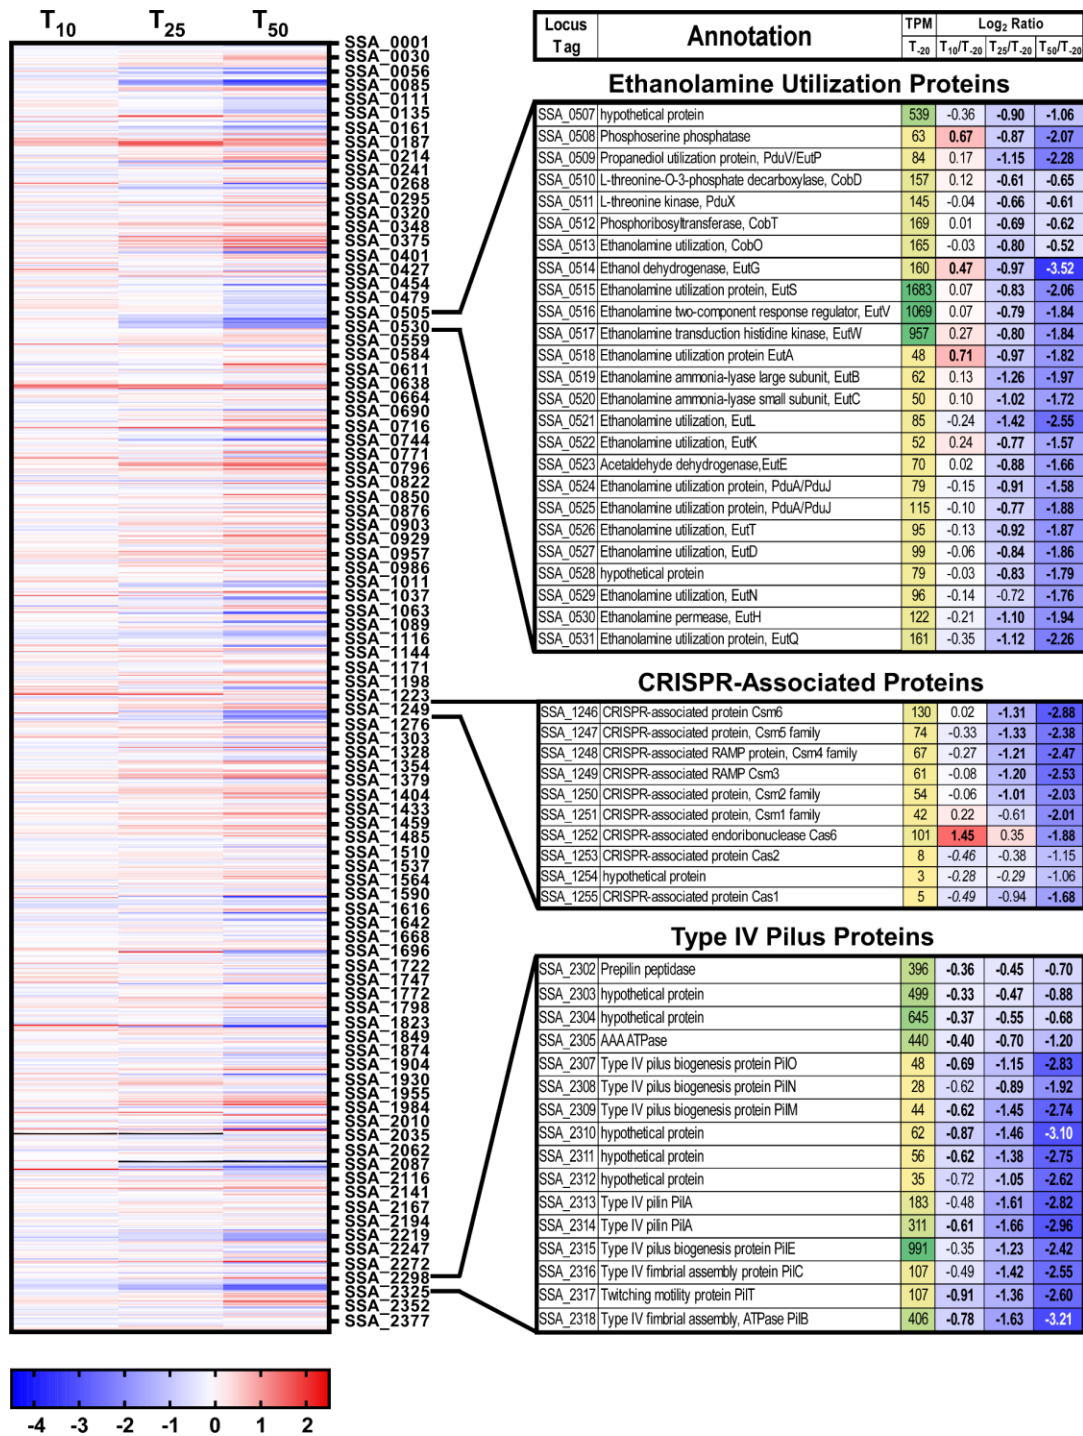 T10 T25 T50
SSA_0001
SSA_0030
SSA_0056
SSA_0085
SSA_0111
SSA_0135
SSA_0161
SSA_0187
SSA_0214
SSA_0241
SSA_0268
SSA_0295
SSA_0320
SSA_0348
SSA_0375
SSA_0401
SSA_0427
SSA_0454
SSA_0479
SSA_0505
SSA_0530
SSA_0559
SSA_0584
SSA_0611
SSA_0638
SSA_0664
SSA_0690
SSA_0716
SSA_0744
SSA_0771
SSA_0796
SSA_0822
SSA_0850
SSA_0876
SSA_0903
SSA_0929
SSA_0957
SSA_0986
SSA_1011
SSA_1037
SSA_1063
SSA_1089
SSA_1116
SSA_1144
SSA_1171
SSA_1198
SSA_1223
SSA_1249
SSA_1276
SSA_1303
SSA_1328
SSA_1354
SSA_1379
SSA_1404
SSA_1433
SSA_1459
SSA_1485
SSA_1510
SSA_1537
SSA_1564
SSA_1590
SSA_1616
SSA_1642
SSA_1668
SSA_1696
SSA_1722
SSA_1747
SSA_1772
SSA_1798
SSA_1823
SSA_1849
SSA_1874
SSA_1904
SSA_1930
SSA_1955
SSA_1984
SSA_2010
SSA_2035
SSA_2062
SSA_2087
SSA_2116
SSA_2141
SSA_2167
SSA_2194
SSA_2219
SSA_2247
SSA_2272
SSA_2298
SSA_2325
SSA_2352
SSA_2377
-4 -3 -2 -1 0 1 2
Locus Tag Annotation TPM Log2 Ratio
T-20 T10/T-20 T25/T-20 T50/T-20
Ethanolamine Utilization Proteins
SSA_0507 hypothetical protein 539 -0.36 -0.90 -1.06
SSA_0508 Phosphoserine phosphatase 63 0.67 -0.87 -2.07
SSA_0509 Propanediol utilization protein, PduV/EutP 84 0.17 -1.15 -2.28
SSA_0510 L-threonine-O-3-phosphate decarboxylase, CobD 157 0.12 -0.61 -0.65
SSA_0511 L-threonine kinase, PduX 145 -0.04 -0.66 -0.61
SSA_0512 Phosphoribosyltransferase, CobT 169 0.01 -0.69 -0.62
SSA_0513 Ethanolamine utilization, CobO 165 -0.03 -0.80 -0.52
SSA_0514 Ethanol dehydrogenase, EutG 160 0.47 -0.97 -3.52
SSA_0515 Ethanolamine utilization protein, EutS 1683 0.07 -0.83 -2.06
SSA_0516 Ethanolamine two-component response regulator, EutV 1069 0.07 -0.79 -1.84
SSA_0517 Ethanolamine transduction histidine kinase, EutW 957 0.27 -0.80 -1.84
SSA_0518 Ethanolamine utilization protein EutA 48 0.71 -0.97 -1.82
SSA_0519 Ethanolamine ammonia-lyase large subunit, EutB 62 0.13 -1.26 -1.97
SSA_0520 Ethanolamine ammonia-lyase small subunit, EutC 50 0.10 -1.02 -1.72
SSA_0521 Ethanolamine utilization, EutL 85 -0.24 -1.42 -2.55
SSA_0522 Ethanolamine utilization, EutK 52 0.24 -0.77 -1.57
SSA_0523 Acetaldehyde dehydrogenase,EutE 70 0.02 -0.88 -1.66
SSA_0524 Ethanolamine utilization protein, PduA/PduJ 79 -0.15 -0.91 -1.58
SSA_0525 Ethanolamine utilization protein, PduA/PduJ 115 -0.10 -0.77 -1.88
SSA_0526 Ethanolamine utilization, EutT 95 -0.13 -0.92 -1.87
SSA_0527 Ethanolamine utilization, EutD 99 -0.06 -0.84 -1.86
SSA_0528 hypothetical protein 79 -0.03 -0.83 -1.79
SSA_0529 Ethanolamine utilization, EutN 96 -0.14 -0.72 -1.76
SSA_0530 Ethanolamine permease, EutH 122 -0.21 -1.10 -1.94
SSA_0531 Ethanolamine utilization protein, EutQ 161 -0.35 -1.12 -2.26
CRISPR-Associated Proteins
SSA_1246 CRISPR-associated protein Csm6 130 0.02 -1.31 -2.88
SSA_1247 CRISPR-associated protein, Csm5 family 74 -0.33 -1.33 -2.38
SSA_1248 CRISPR-associated RAMP protein, Csm4 family 67 -0.27 -1.21 -2.47
SSA_1249 CRISPR-associated RAMP Csm3 61 -0.08 -1.20 -2.53
SSA_1250 CRISPR-associated protein, Csm2 family 54 -0.06 -1.01 -2.03
SSA_1251 CRISPR-associated protein, Csm1 family 42 0.22 -0.61 -2.01
SSA_1252 CRISPR-associated endoribonuclease Cas6 101 1.45 0.35 -1.88
SSA_1253 CRISPR-associated protein Cas2 8 -0.46 -0.38 -1.15
SSA_1254 hypothetical protein 3 -0.28 -0.29 -1.06
SSA_1255 CRISPR-associated protein Cas1 5 -0.49 -0.94 -1.68
Type IV Pilus Proteins
SSA_2302 Prepilin peptidase 396 -0.36 -0.45 -0.70
SSA_2303 hypothetical protein 499 -0.33 -0.47 -0.88
SSA_2304 hypothetical protein 645 -0.37 -0.55 -0.68
SSA_2305 AAA ATPase 440 -0.40 -0.70 -1.20
SSA_2307 Type IV pilus biogenesis protein PilO 48 -0.69 -1.15 -2.83
SSA_2308 Type IV pilus biogenesis protein PilN 28 -0.62 -0.89 -1.92
SSA_2309 Type IV pilus biogenesis protein PilM 44 -0.62 -1.45 -2.74
SSA_2310 hypothetical protein 62 -0.87 -1.46 -3.10
SSA_2311 hypothetical protein 56 -0.62 -1.38 -2.75
SSA_2312 hypothetical protein 35 -0.72 -1.05 -2.62
SSA_2313 Type IV pilin PilA 183 -0.48 -1.61 -2.82
SSA_2314 Type IV pilin PilA 311 -0.61 -1.66 -2.96
SSA_2315 Type IV pilus biogenesis protein PilE 991 -0.35 -1.23 -2.42
SSA_2316 Type IV fimbrial assembly protein PilC 107 -0.49 -1.42 -2.55
SSA_2317 Twitching motility protein PilT 107 -0.91 -1.36 -2.60
SSA_2318 Type IV fimbrial assembly, ATPase PilB 406 -0.78 -1.63 -3.21